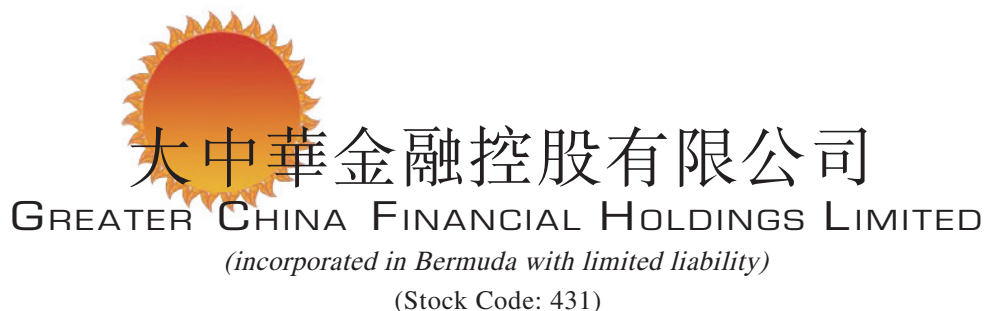 大中華金融控股有限公司
GREATER CHINA FINANCIAL HOLDINGS LIMITED
(incorporated in Bermuda with limited liability)
(Stock Code: 431)